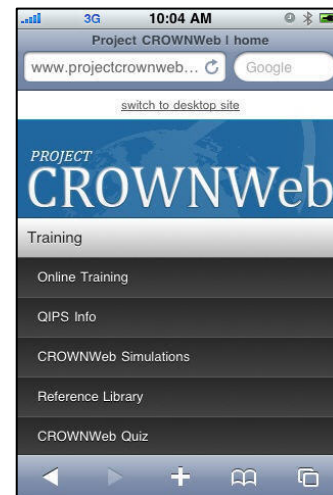 3G 10:04 AM
Project CROWNWeb | home
www.projectcrownweb... Google
switch to desktop site
PROJECT
CROWNWeb
Training
Online Training
QIPS Info
CROWNWeb Simulations
Reference Library
CROWNWeb Quiz